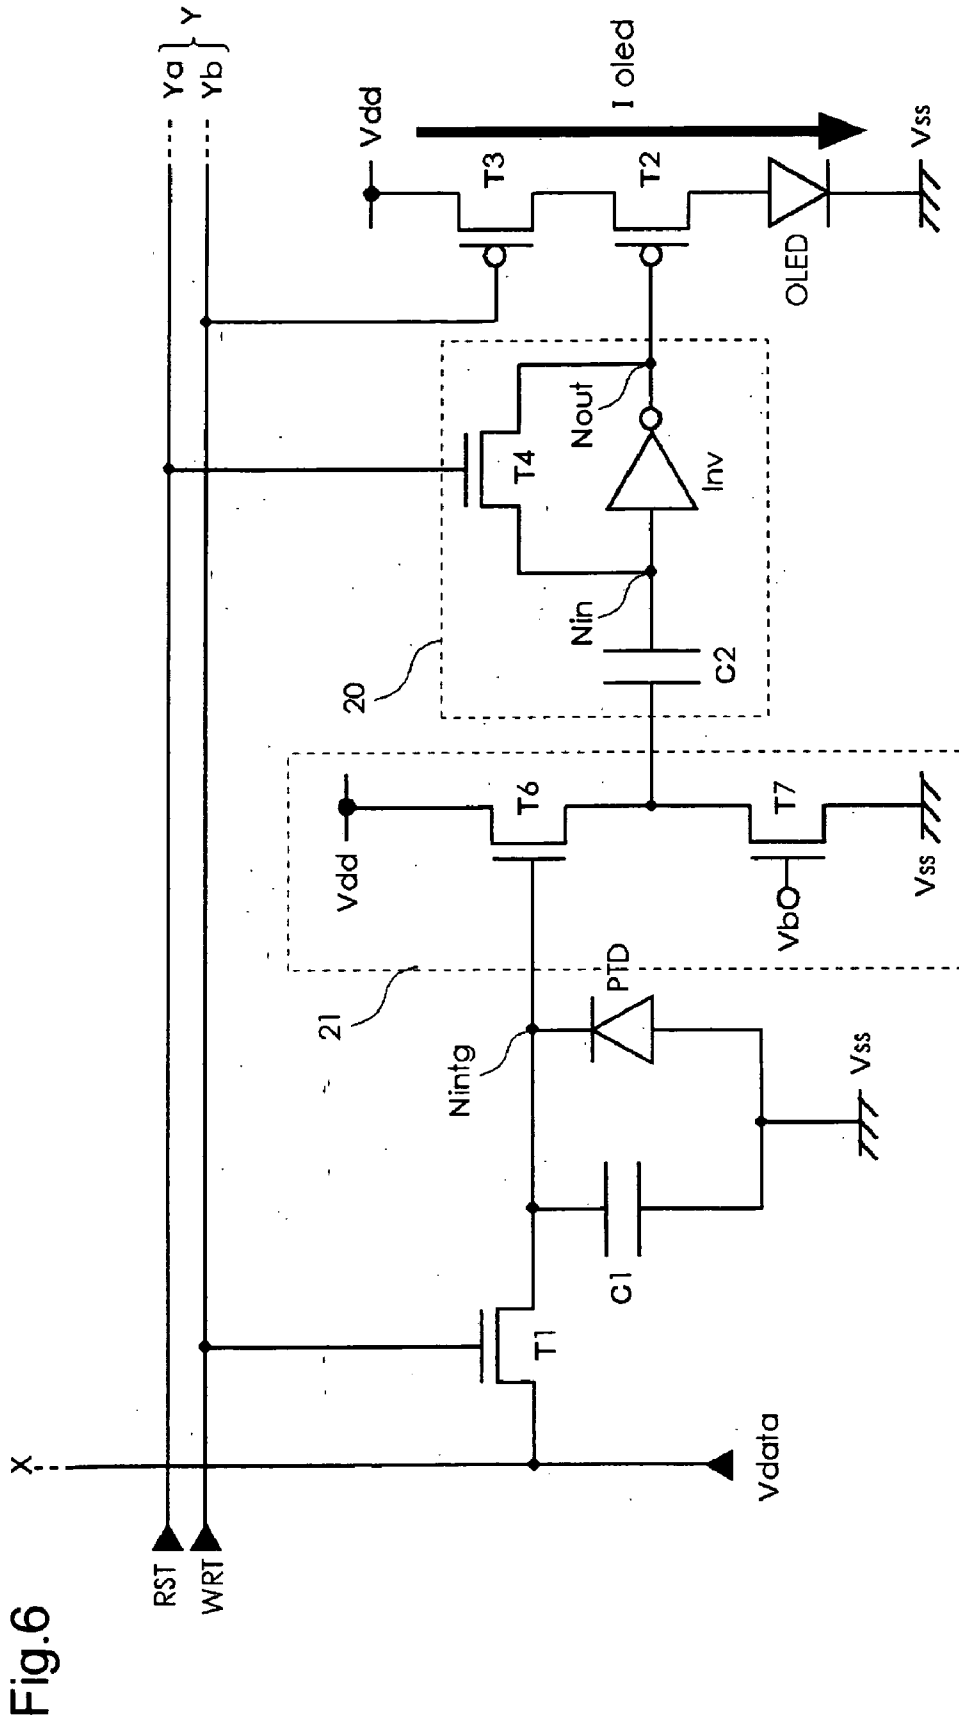 Fig.6
X
RST
Ya
WRT
Yb
Y
Vdata
T1
C1
Nintg
PTD
Vss
21
Vdd
T6
T7
Vb
Vss
20
C2
Nin
T4
Inv
Nout
Vdd
T3
T2
OLED
Vss
I oled